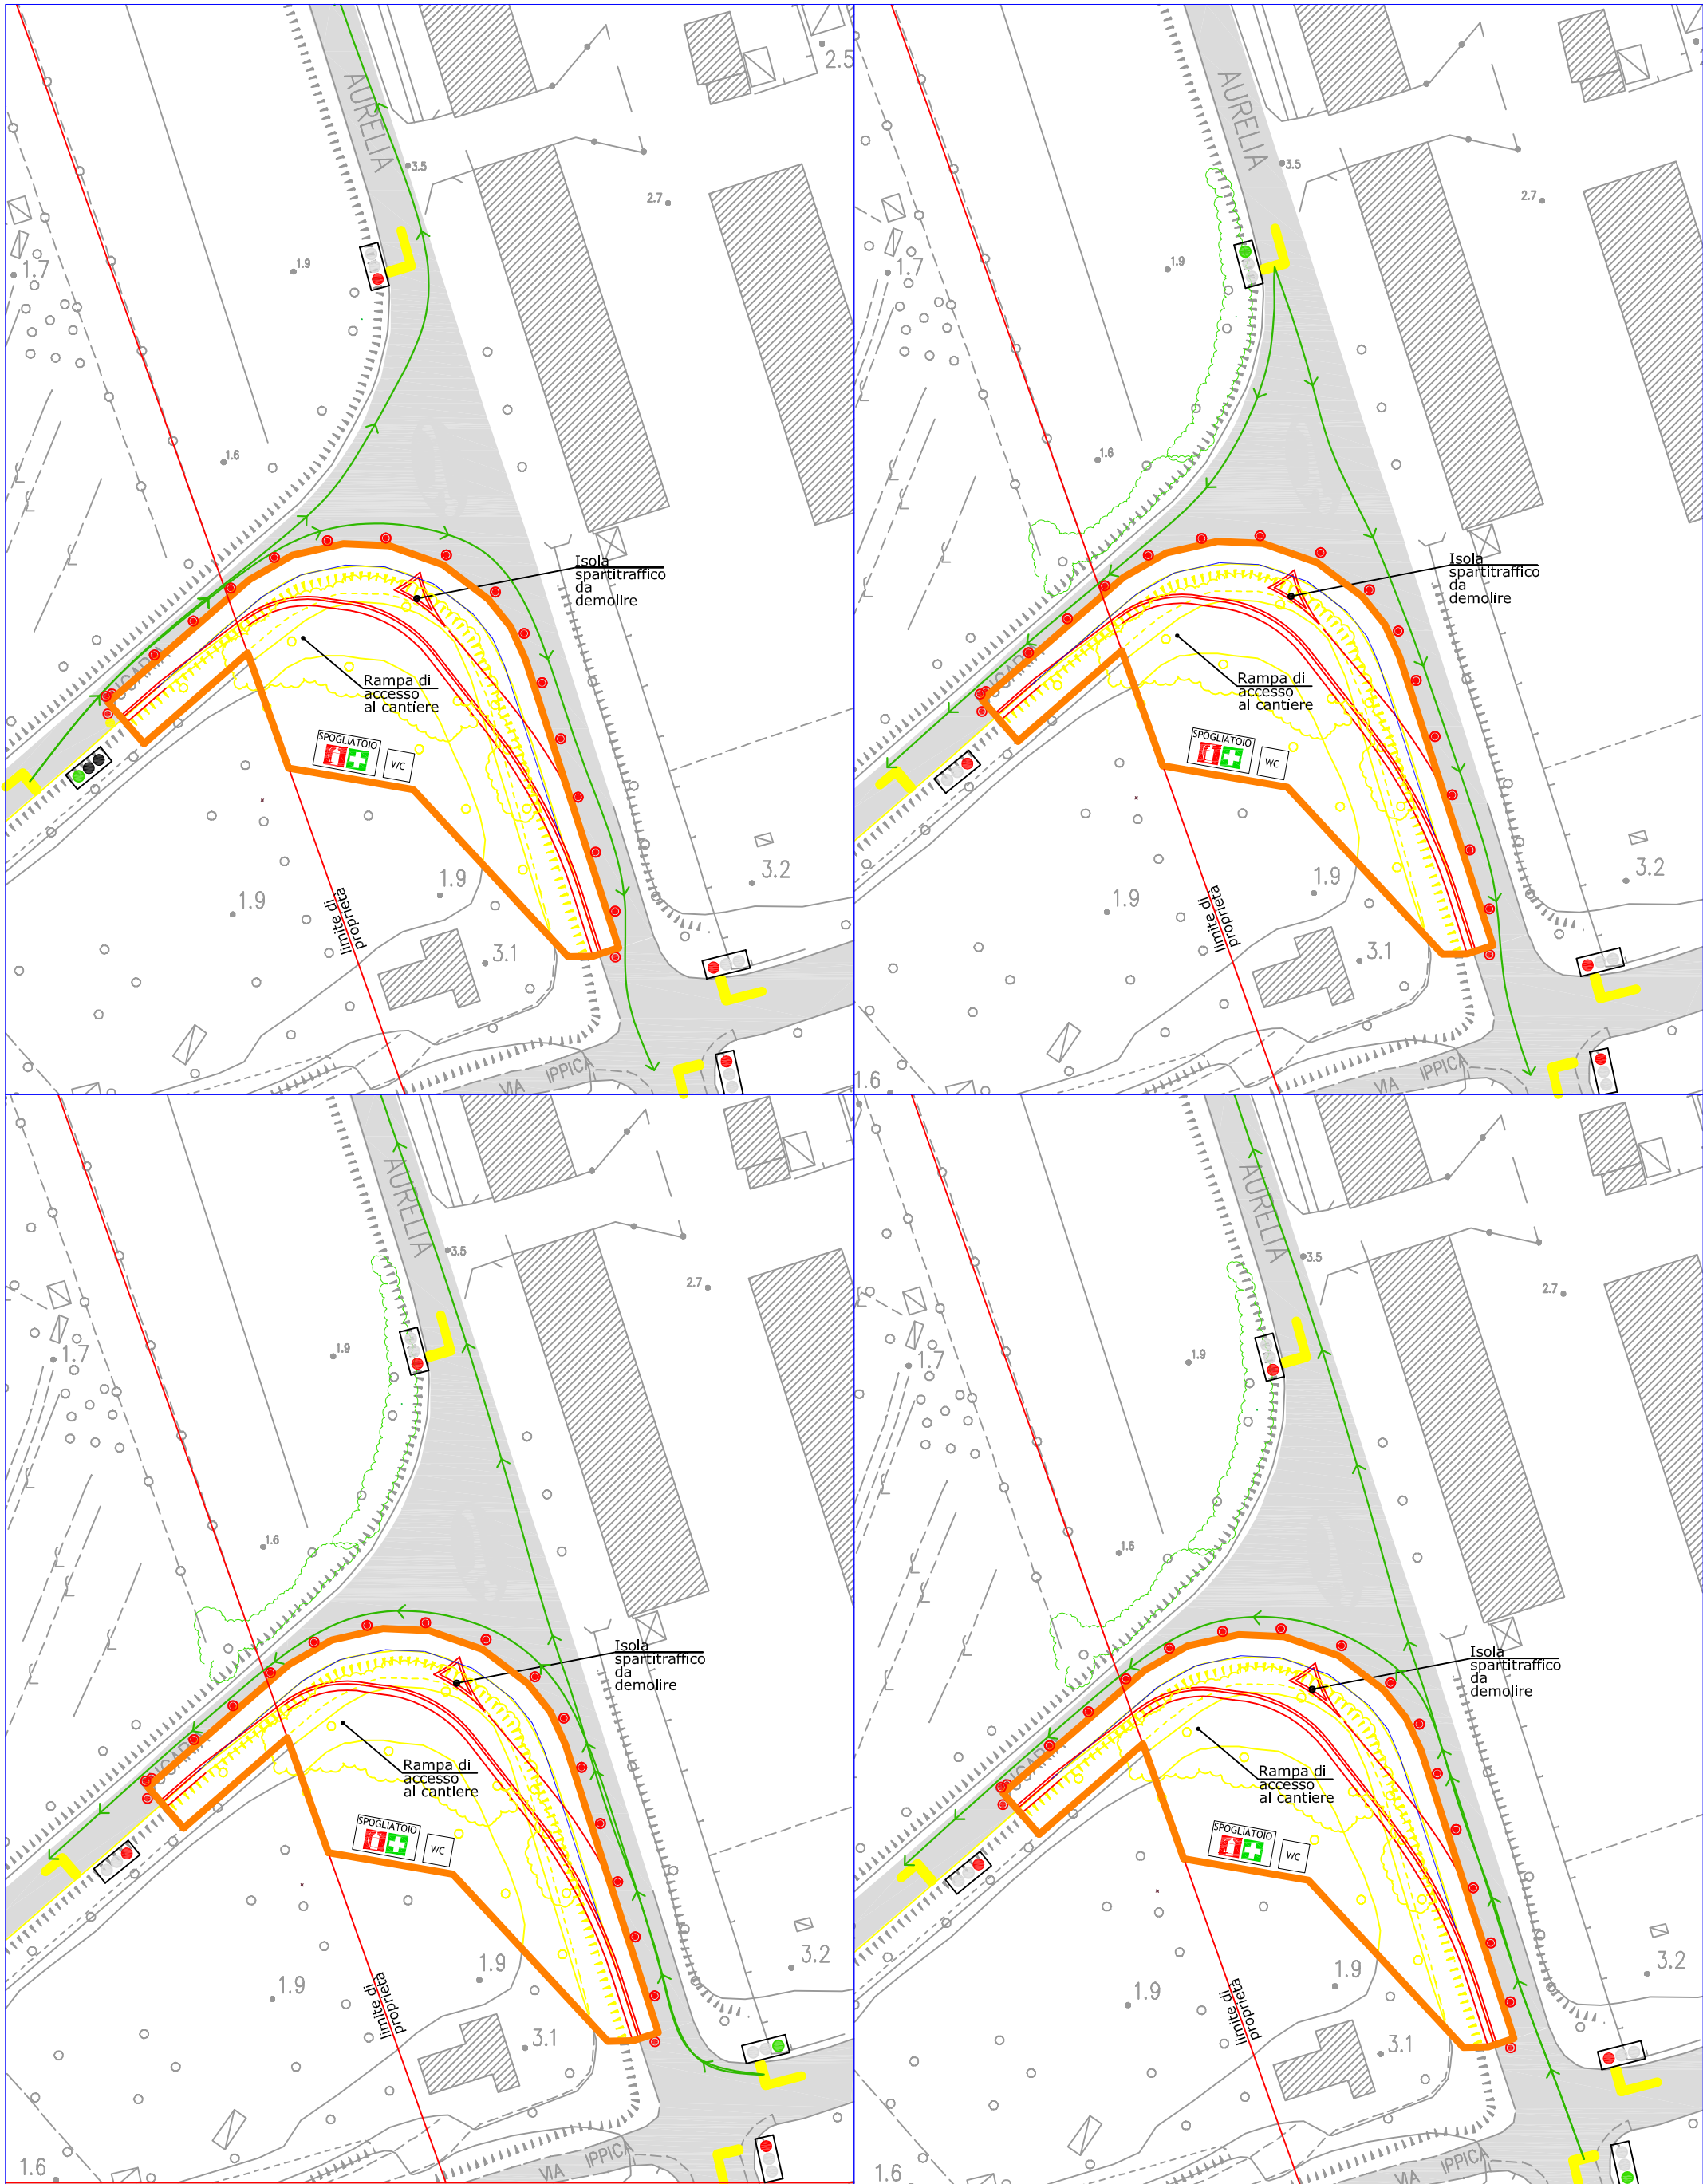 AURELIA
2.5
3.5
2.7
1.9
1.7
1.6
Isola
spartitraffico
da
demolire
Rampa di
accesso
al cantiere
SPOGLIATOIO
WC
3.2
1.9
1.9
limite di
proprietà
3.1
VIA IPPICA
AURELIA
3.5
2.7
1.9
1.7
1.6
Isola
spartitraffico
da
demolire
Rampa di
accesso
al cantiere
SPOGLIATOIO
WC
3.2
1.9
1.9
limite di
proprietà
3.1
1.6
VIA IPPICA
AURELIA
3.5
2.7
1.9
1.7
1.6
Isola
spartitraffico
da
demolire
Rampa di
accesso
al cantiere
SPOGLIATOIO
WC
3.2
1.9
1.9
limite di
proprietà
3.1
1.6
VIA IPPICA
AURELIA
3.5
2.7
1.9
1.7
1.6
Isola
spartitraffico
da
demolire
Rampa di
accesso
al cantiere
SPOGLIATOIO
WC
3.2
1.9
1.9
limite di
proprietà
3.1
1.6
VIA IPPICA